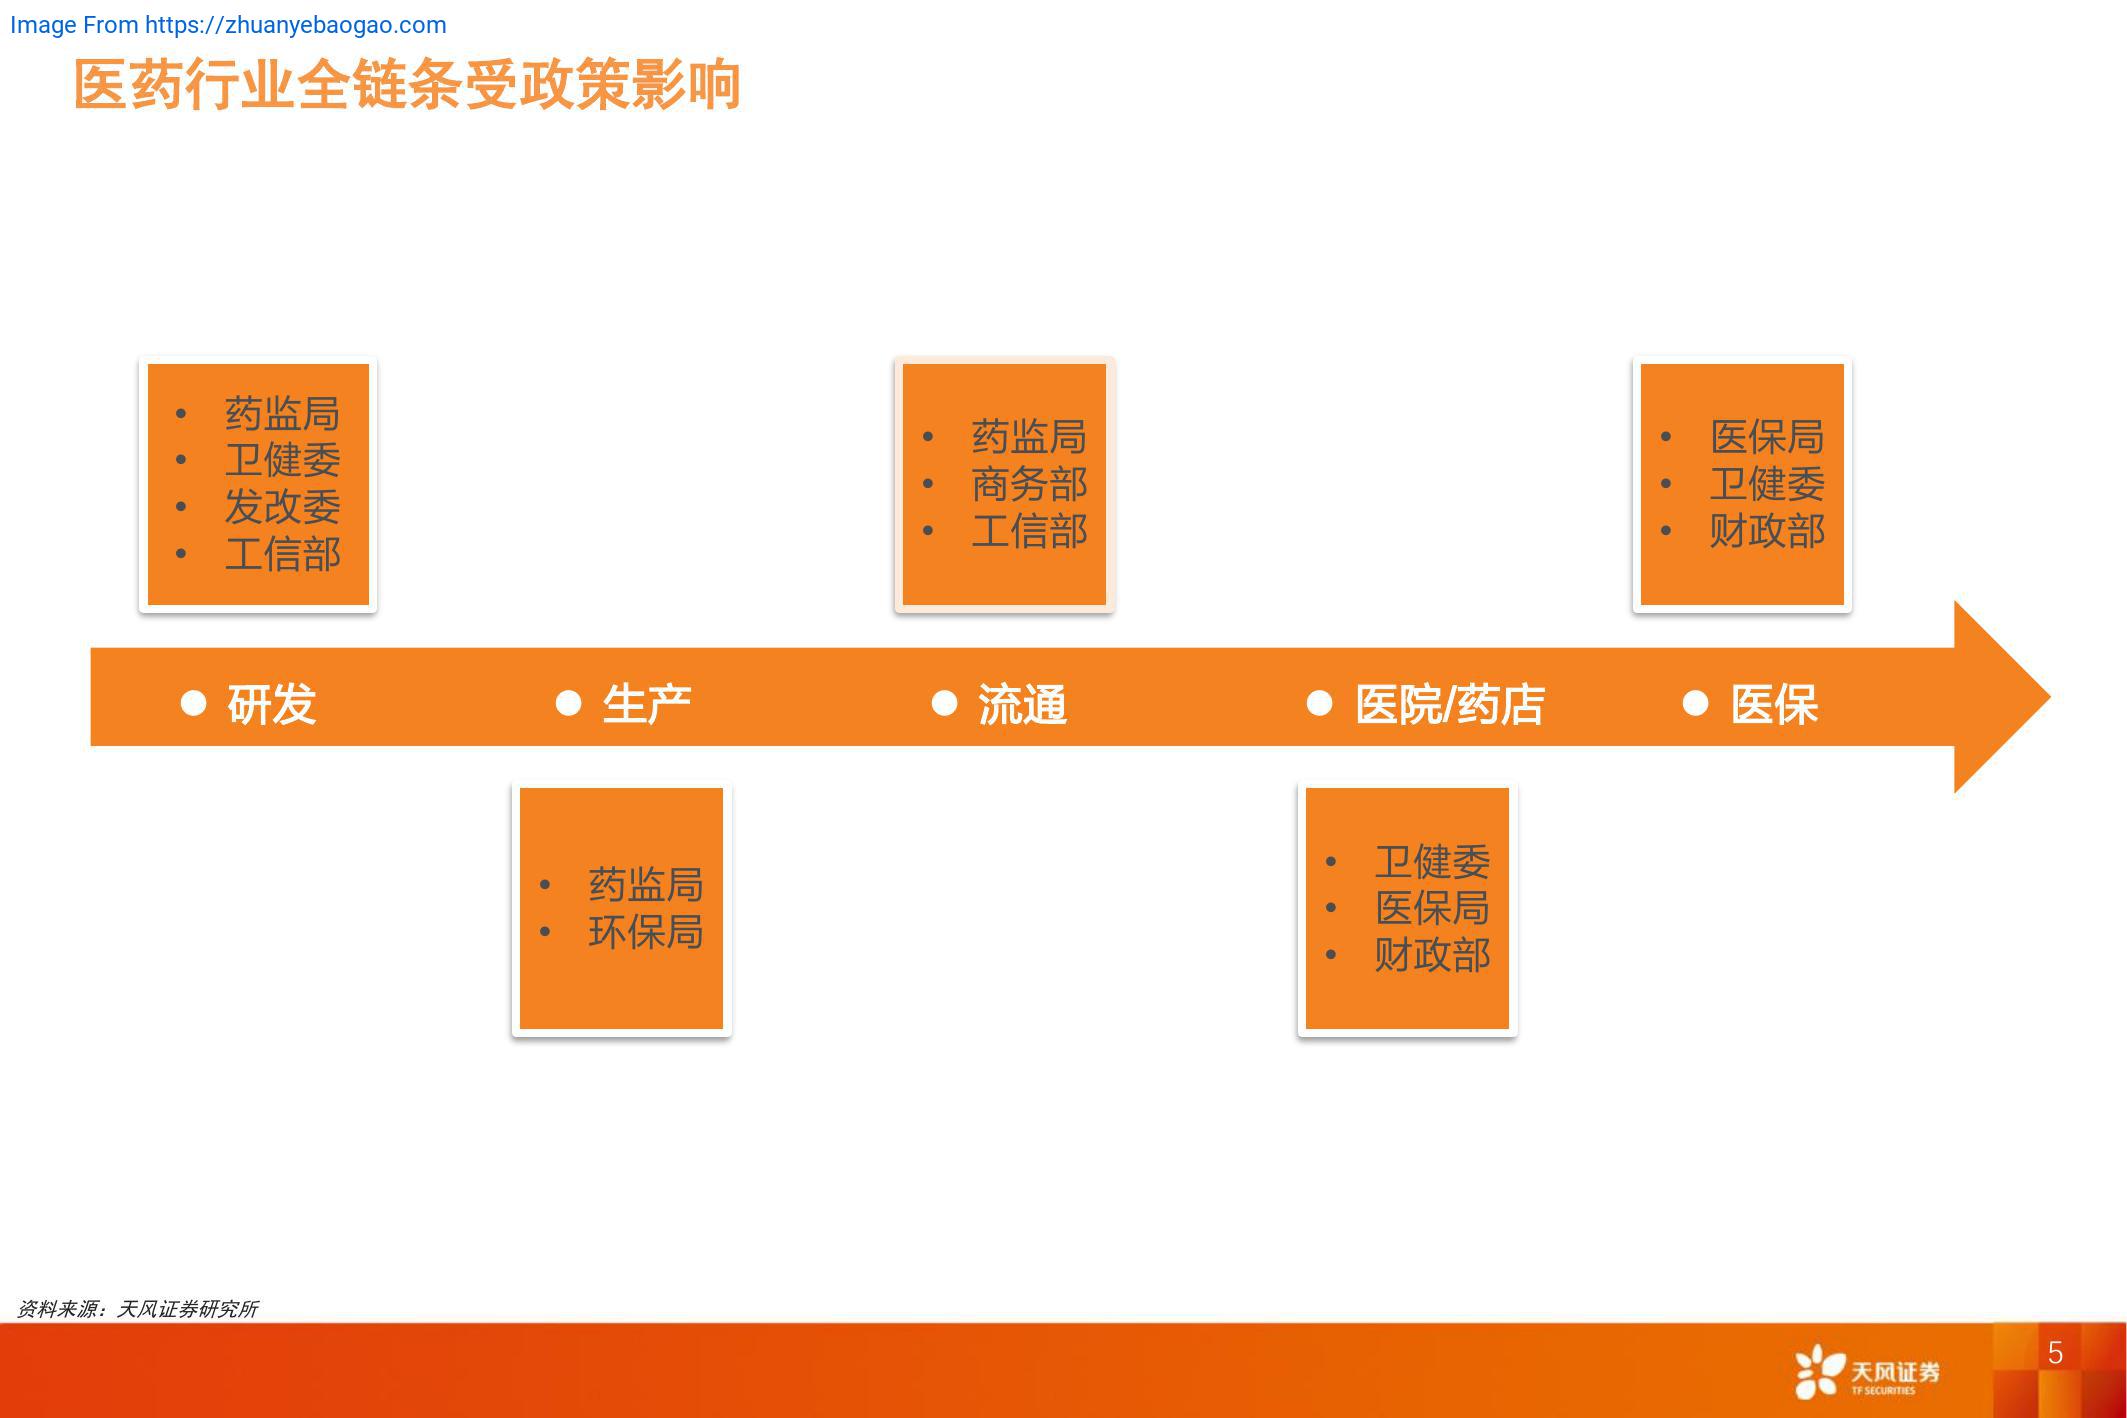 Image From https://zhuanyebaogao.com
医药行业全链条受政策影响
• 药监局
• 卫健委
• 发改委
• 工信部
• 药监局
• 商务部
• 工信部
• 医保局
• 卫健委
• 财政部
● 研发
● 生产
● 流通
● 医院/药店
● 医保
• 药监局
• 环保局
• 卫健委
• 医保局
• 财政部
资料来源：天风证券研究所
天风证券
TF SECURITIES
5